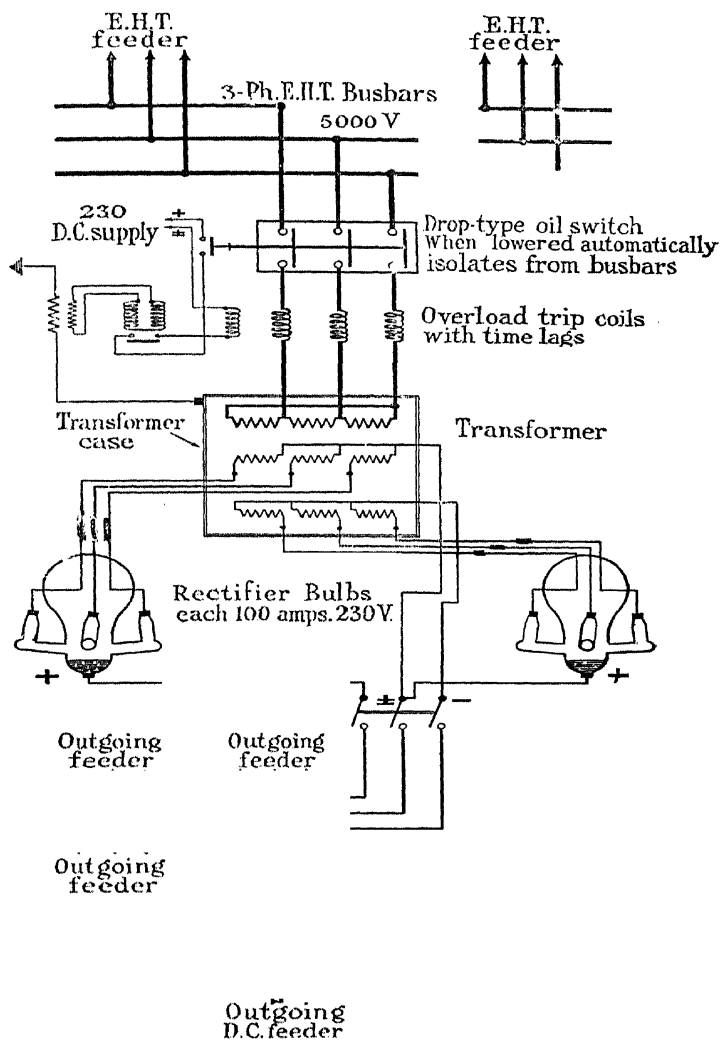 E.H.T.
feeder
E.H.T.
feeder
3-Ph.E.H.T. Busbars
5000 V
230
D.C. supply
+
±
Drop-type oil switch
When lowered automatically
isolates from busbars
Overload trip coils
with time lags
Transformer
case
Transformer
Rectifier Bulbs
each 100 amps. 230V.
+
+
±
−
Outgoing
feeder
Outgoing
feeder
Outgoing
feeder
Outgoing
D.C. feeder